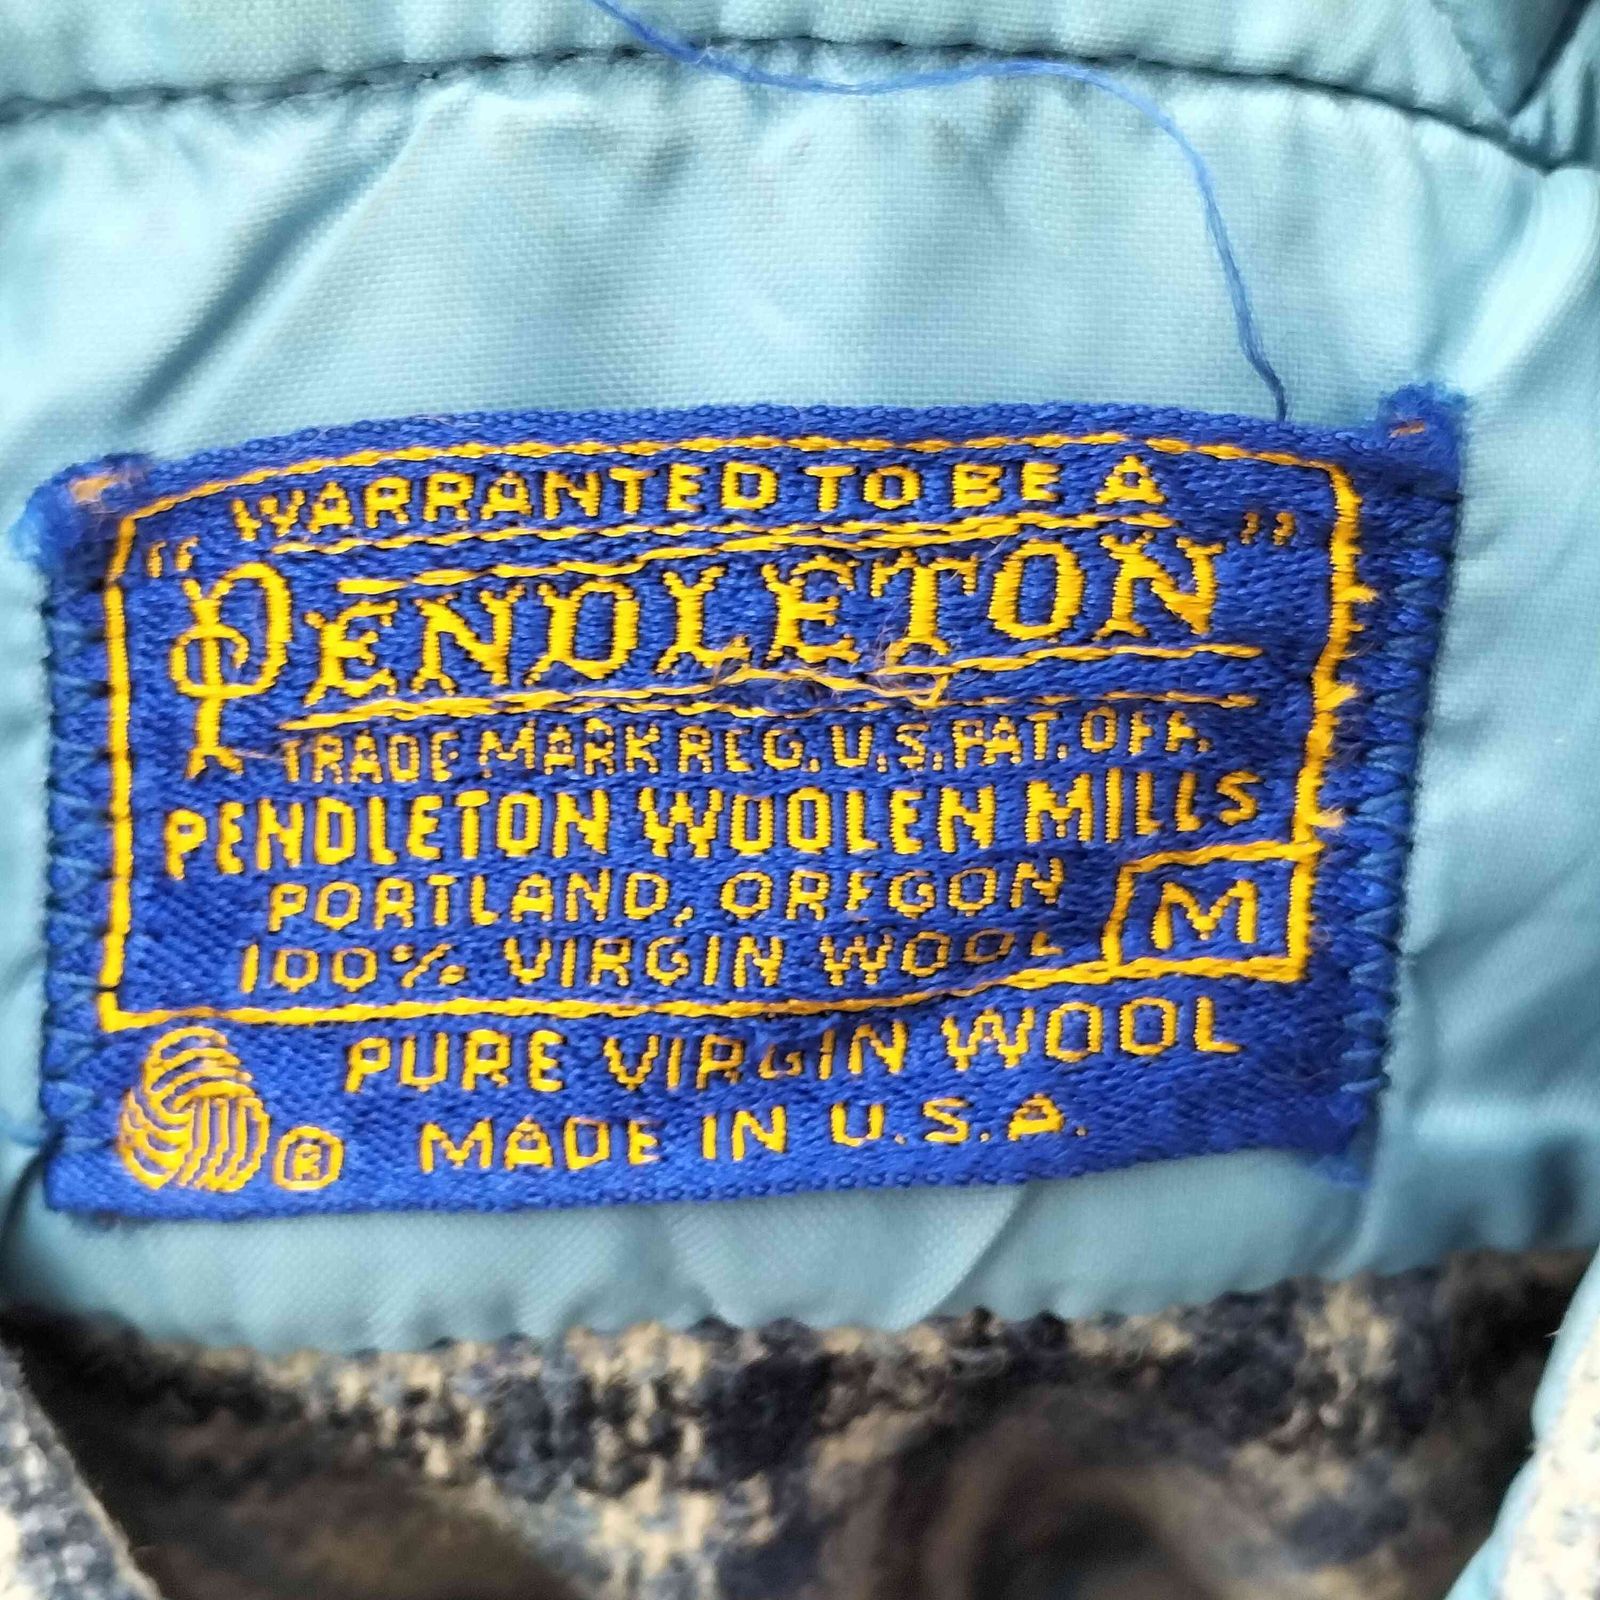 WARRANTED TO BE A
"PENDLETON"
TRADE MARK REG. U.S. PAT. OFF.
PENDLETON WOOLEN MILLS
PORTLAND, OREGON
100% VIRGIN WOOL
M
PURE VIRGIN WOOL
® MADE IN U.S.A.